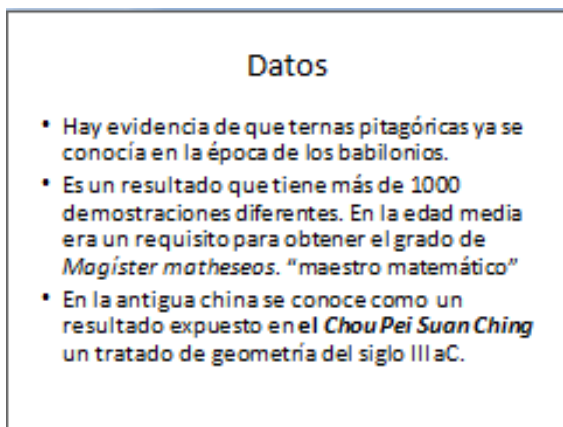 Datos
• Hay evidencia de que ternas pitagóricas ya se
conocía en la época de los babilonios.
• Es un resultado que tiene más de 1000
demostraciones diferentes. En la edad media
era un requisito para obtener el grado de
Magíster matheseos. “maestro matemático”
• En la antigua china se conoce como un
resultado expuesto en el Chou Pei Suan Ching
un tratado de geometría del siglo III aC.